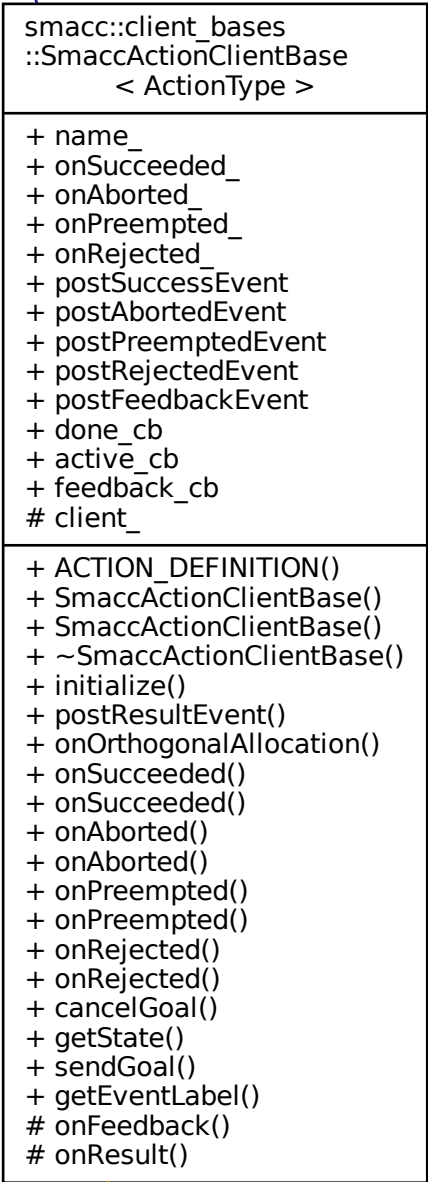 smacc::client_bases
::SmaccActionClientBase
< ActionType >
+ name_
+ onSucceeded_
+ onAborted_
+ onPreempted_
+ onRejected_
+ postSuccessEvent
+ postAbortedEvent
+ postPreemptedEvent
+ postRejectedEvent
+ postFeedbackEvent
+ done_cb
+ active_cb
+ feedback_cb
# client_
+ ACTION_DEFINITION()
+ SmaccActionClientBase()
+ SmaccActionClientBase()
+ ~SmaccActionClientBase()
+ initialize()
+ postResultEvent()
+ onOrthogonalAllocation()
+ onSucceeded()
+ onSucceeded()
+ onAborted()
+ onAborted()
+ onPreempted()
+ onPreempted()
+ onRejected()
+ onRejected()
+ cancelGoal()
+ getState()
+ sendGoal()
+ getEventLabel()
# onFeedback()
# onResult()